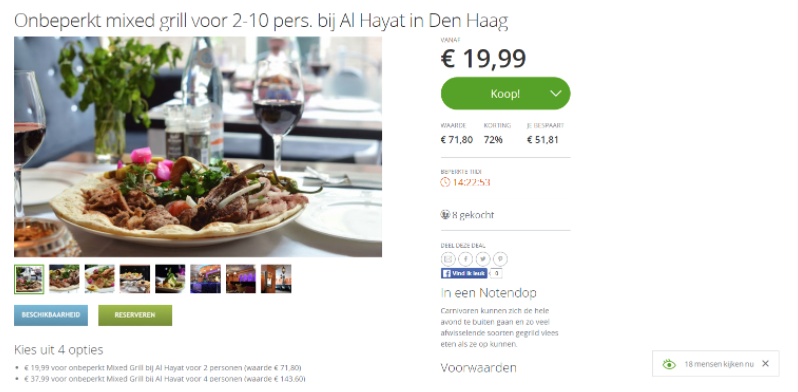 Onbeperkt mixed grill voor 2-10 pers. bij Al Hayat in Den Haag
VANAF
€ 19,99
Koop!
WAARDE KORTING JE BESPAART
€ 71,80 72% € 51,81
BEPERKTE TIJD
14:22:53
8 gekocht
DEEL DEZE DEAL
Vind ik leuk 0
In een Notendop
Carnivoren kunnen zich de hele
avond te buiten gaan en zo veel
afwisselende soorten gegrild vlees
eten als ze op kunnen.
Voorwaarden
BESCHIKBAARHEID RESERVEREN
Kies uit 4 opties
€ 19,99 voor onbeperkt Mixed Grill bij Al Hayat voor 2 personen (waarde € 71,80)
€ 37,99 voor onbeperkt Mixed Grill bij Al Hayat voor 4 personen (waarde € 143,60)
18 mensen kijken nu